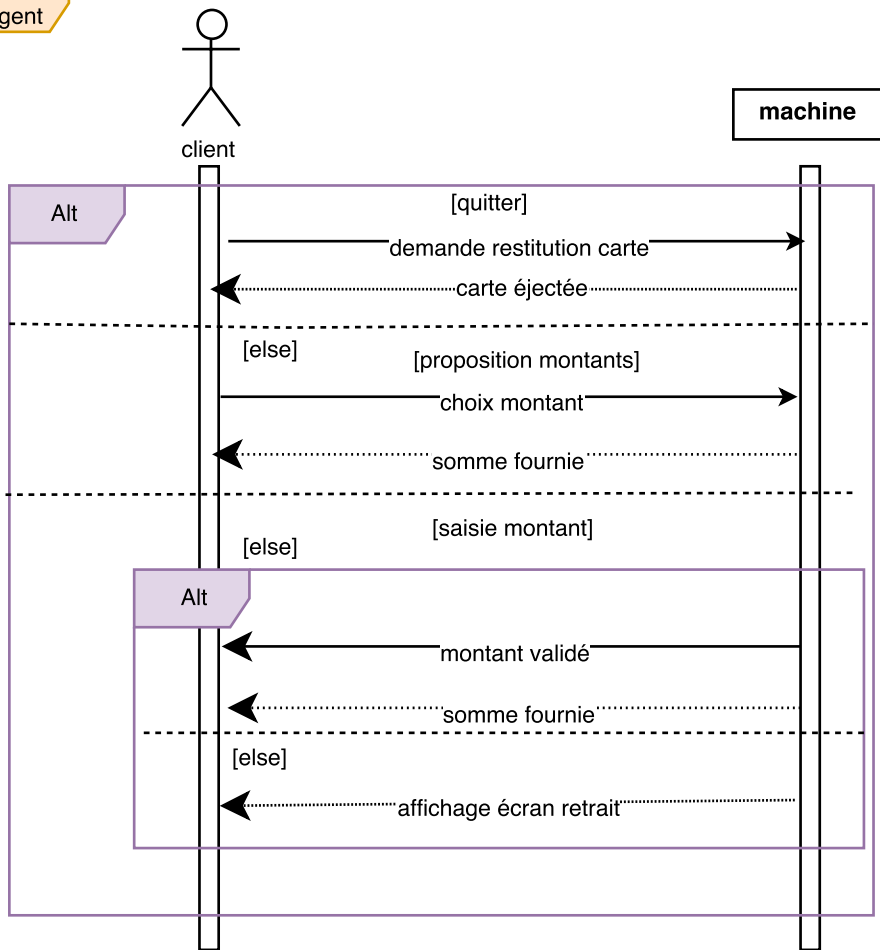 gent
client
machine
Alt
[quitter]
demande restitution carte
carte éjectée
[else]
[proposition montants]
choix montant
somme fournie
[saisie montant]
[else]
Alt
montant validé
somme fournie
[else]
affichage écran retrait